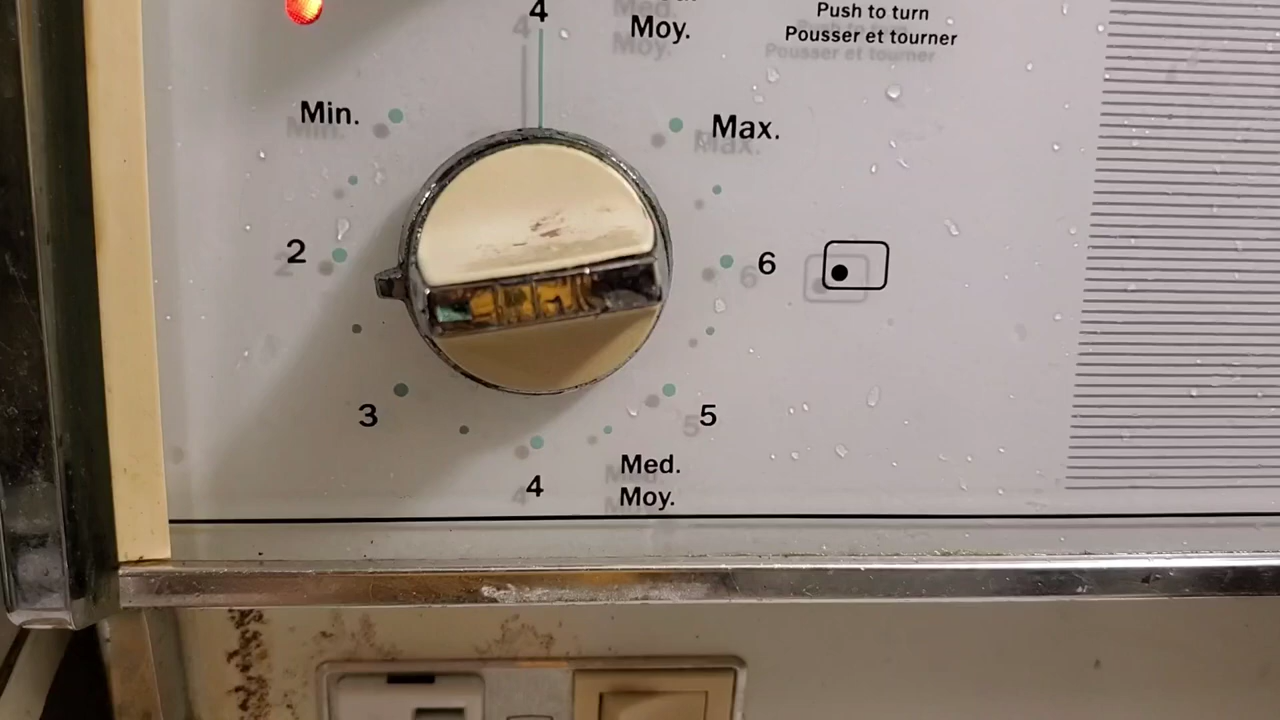 4
Moy.
Push to turn
Pousser et tourner
Min.
Max.
2
6
3
5
4
Med.
Moy.